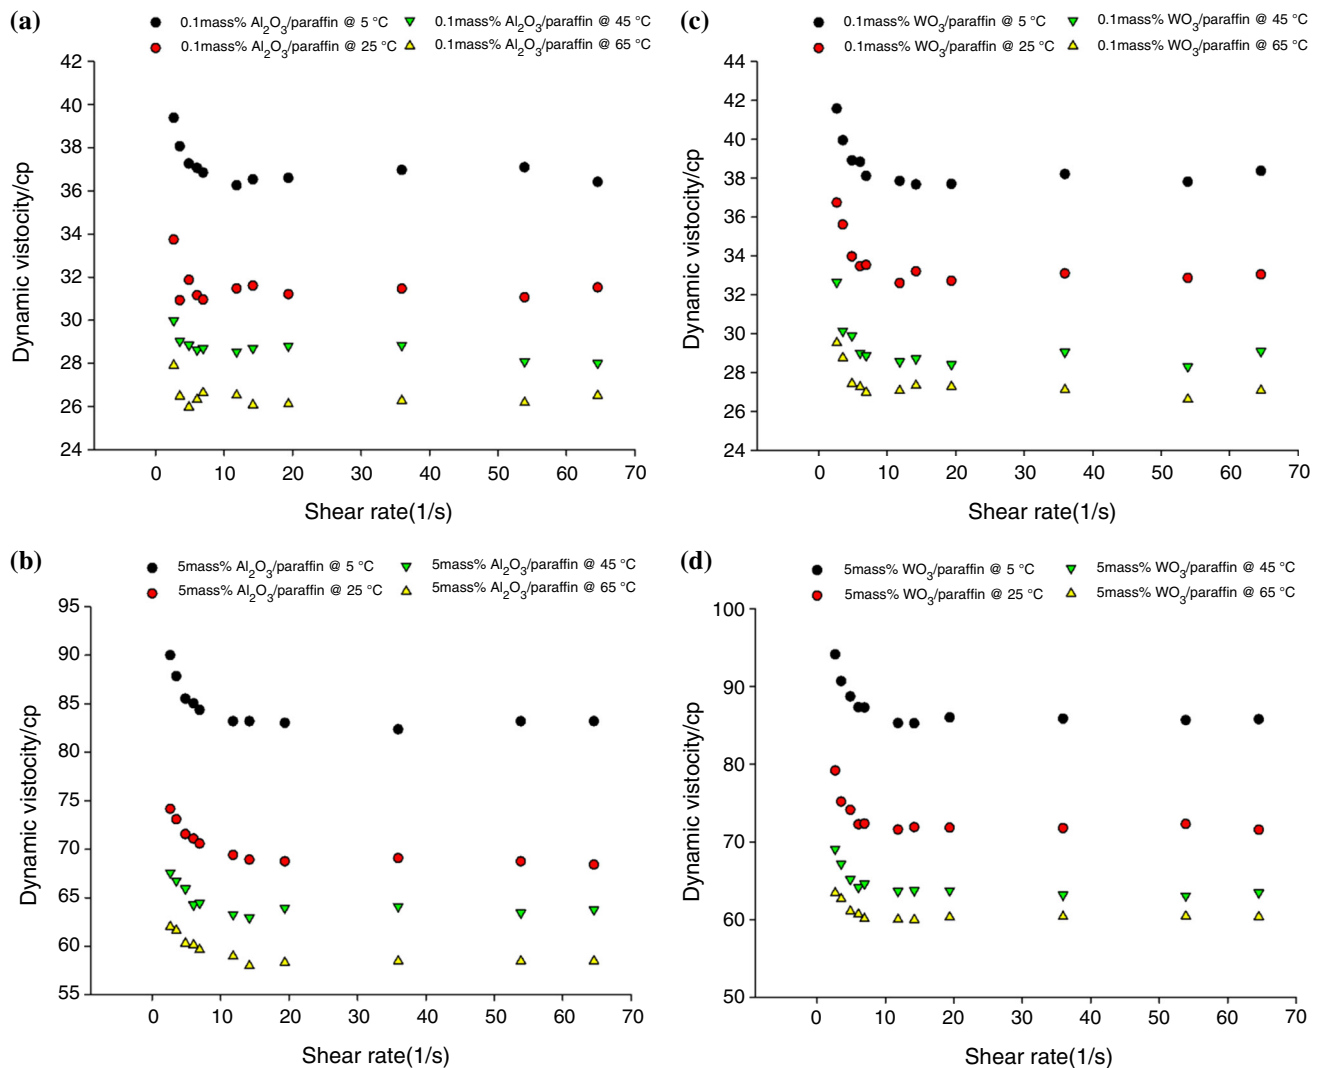 (a)
0.1mass% Al2O3/paraffin @ 5 °C
0.1mass% Al2O3/paraffin @ 45 °C
0.1mass% Al2O3/paraffin @ 25 °C
0.1mass% Al2O3/paraffin @ 65 °C
42
40
38
36
34
32
30
28
26
24
Dynamic vistocity/cp
0 10 20 30 40 50 60 70
Shear rate(1/s)
(c)
0.1mass% WO3/paraffin @ 5 °C
0.1mass% WO3/paraffin @ 45 °C
0.1mass% WO3/paraffin @ 25 °C
0.1mass% WO3/paraffin @ 65 °C
44
42
40
38
36
34
32
30
28
26
24
Dynamic vistocity/cp
0 10 20 30 40 50 60 70
Shear rate(1/s)
(b)
5mass% Al2O3/paraffin @ 5 °C
5mass% Al2O3/paraffin @ 45 °C
5mass% Al2O3/paraffin @ 25 °C
5mass% Al2O3/paraffin @ 65 °C
95
90
85
80
75
70
65
60
55
Dynamic vistocity/cp
0 10 20 30 40 50 60 70
Shear rate(1/s)
(d)
5mass% WO3/paraffin @ 5 °C
5mass% WO3/paraffin @ 45 °C
5mass% WO3/paraffin @ 25 °C
5mass% WO3/paraffin @ 65 °C
100
90
80
70
60
50
Dynamic vistocity/cp
0 10 20 30 40 50 60 70
Shear rate(1/s)